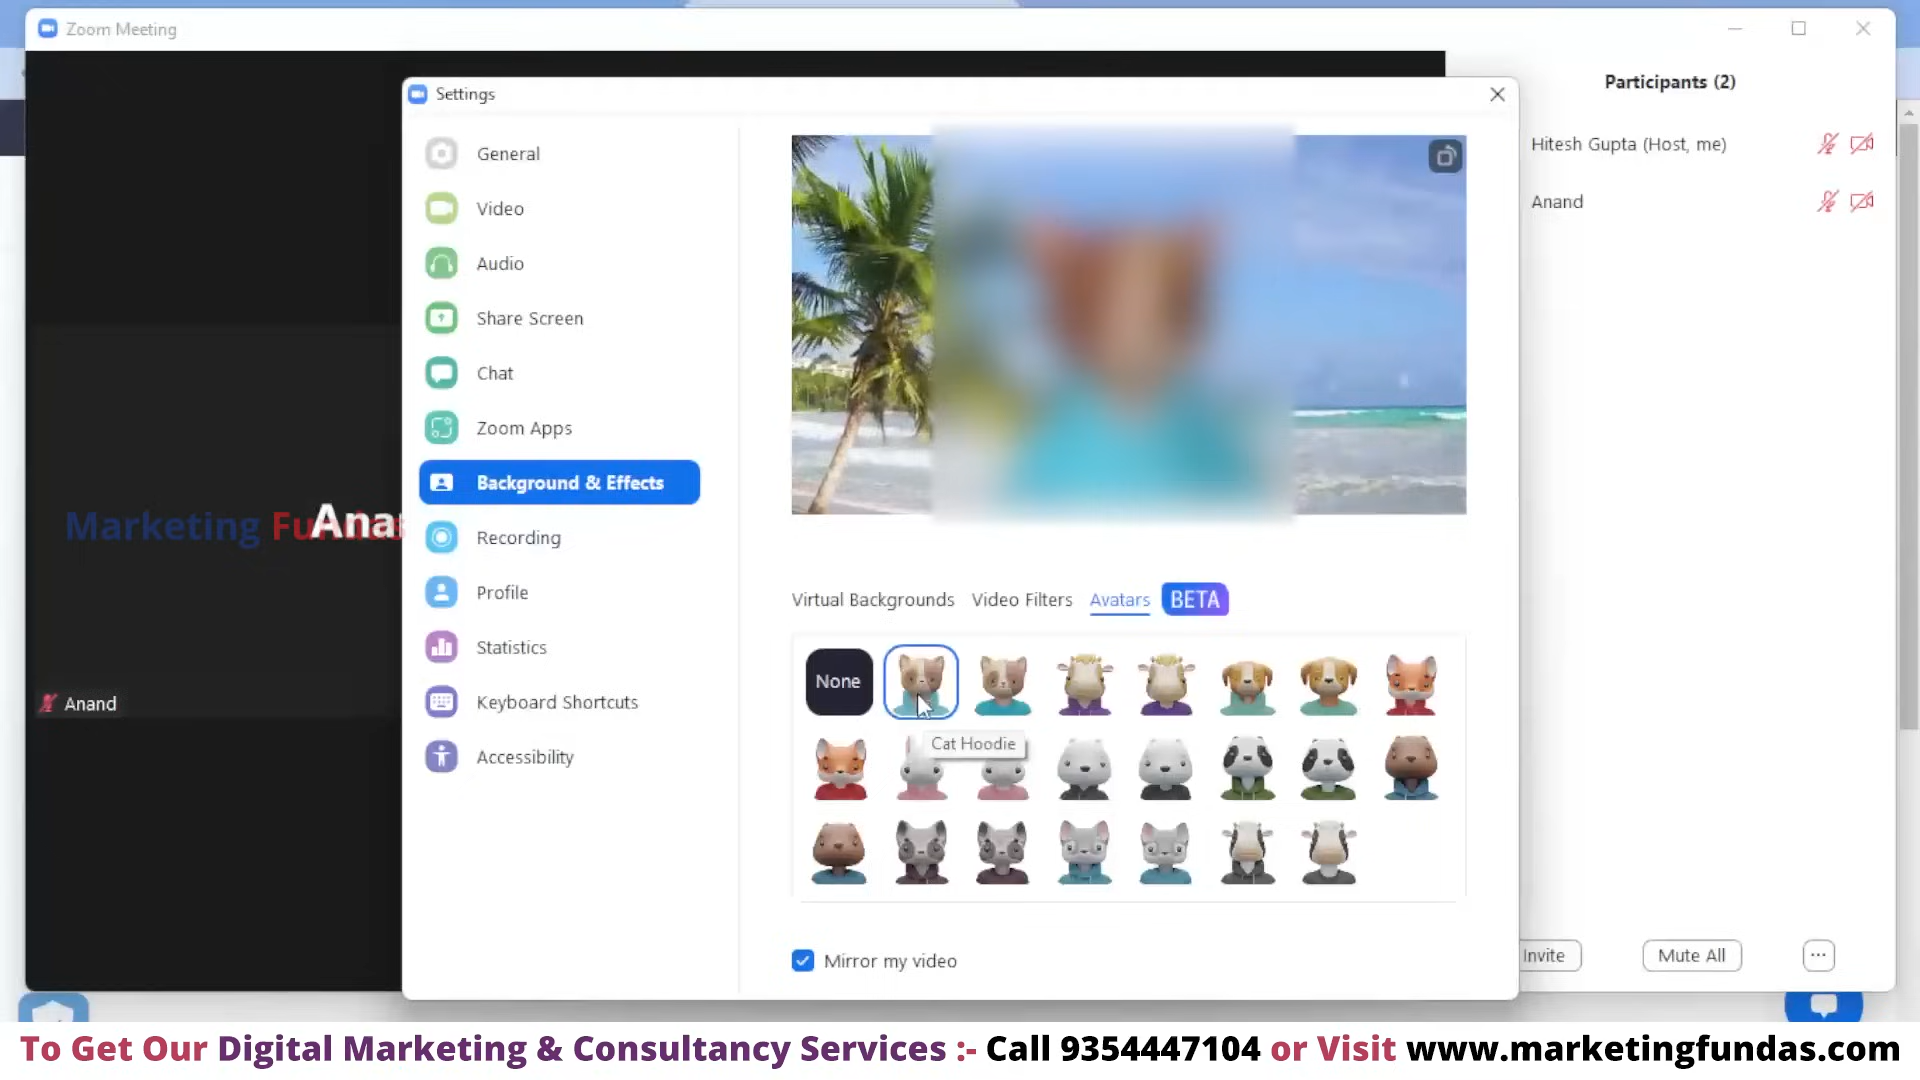 Zoom Meeting
Settings
General
Video
Audio
Share Screen
Chat
Zoom Apps
Background & Effects
Recording
Profile
Statistics
Keyboard Shortcuts
Accessibility
Marketing Fundas
Anand
Virtual Backgrounds Video Filters Avatars BETA
None
Cat Hoodie
Mirror my video
Participants (2)
Hitesh Gupta (Host, me)
Anand
Invite Mute All ...
To Get Our Digital Marketing & Consultancy Services :- Call 9354447104 or Visit www.marketingfundas.com